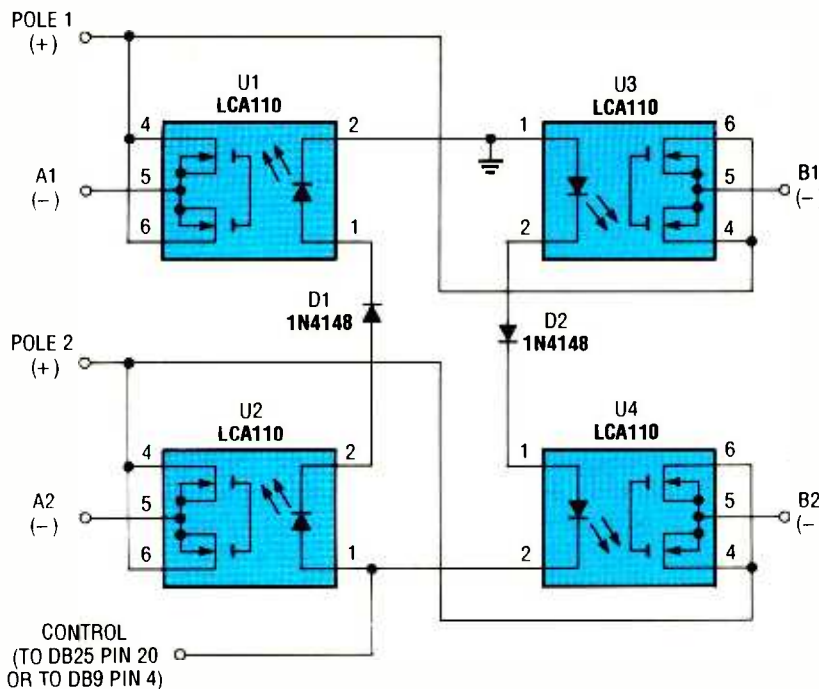 POLE 1
(+)
U1
LCA110
U3
LCA110
4
2
1
6
A1
(−)
5
5
B1
(−
6
1
2
4
D1
1N4148
D2
1N4148
POLE 2
(+)
U2
LCA110
U4
LCA110
4
2
1
6
A2
(−)
5
5
B2
(−
6
1
2
4
CONTROL
(TO DB25 PIN 20
OR TO DB9 PIN 4)